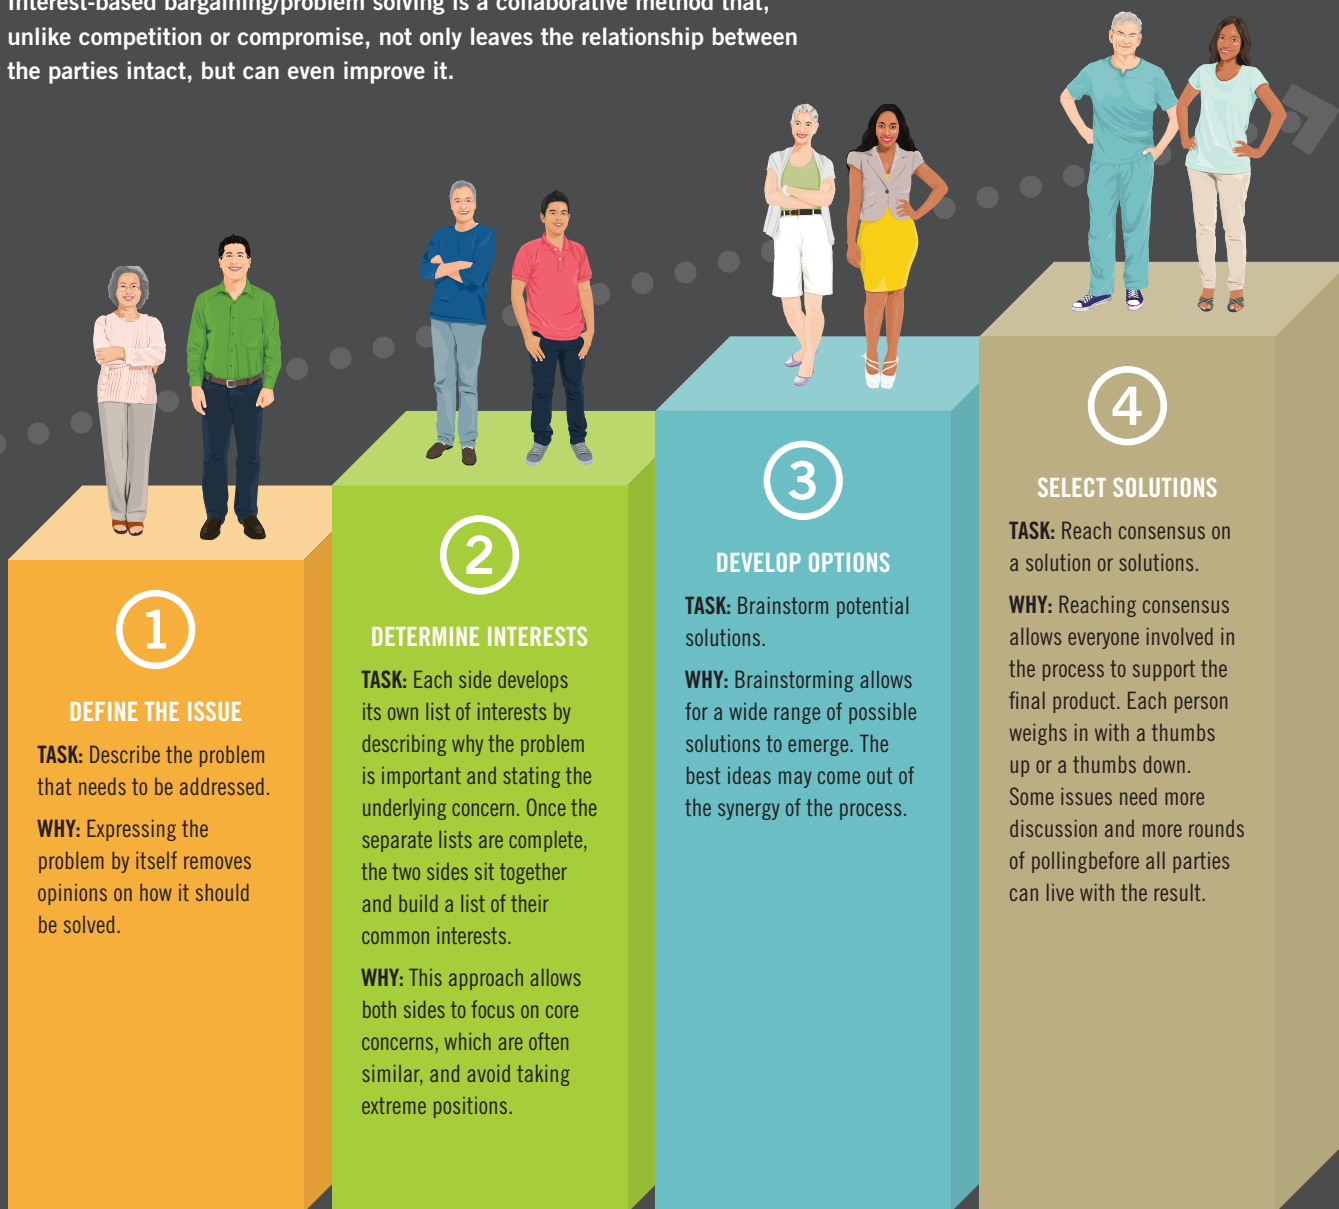 Interest-based bargaining/problem solving is a collaborative method that,
unlike competition or compromise, not only leaves the relationship between
the parties intact, but can even improve it.
1
DEFINE THE ISSUE
TASK: Describe the problem
that needs to be addressed.
WHY: Expressing the
problem by itself removes
opinions on how it should
be solved.
2
DETERMINE INTERESTS
TASK: Each side develops
its own list of interests by
describing why the problem
is important and stating the
underlying concern. Once the
separate lists are complete,
the two sides sit together
and build a list of their
common interests.
WHY: This approach allows
both sides to focus on core
concerns, which are often
similar, and avoid taking
extreme positions.
3
DEVELOP OPTIONS
TASK: Brainstorm potential
solutions.
WHY: Brainstorming allows
for a wide range of possible
solutions to emerge. The
best ideas may come out of
the synergy of the process.
4
SELECT SOLUTIONS
TASK: Reach consensus on
a solution or solutions.
WHY: Reaching consensus
allows everyone involved in
the process to support the
final product. Each person
weighs in with a thumbs
up or a thumbs down.
Some issues need more
discussion and more rounds
of pollingbefore all parties
can live with the result.